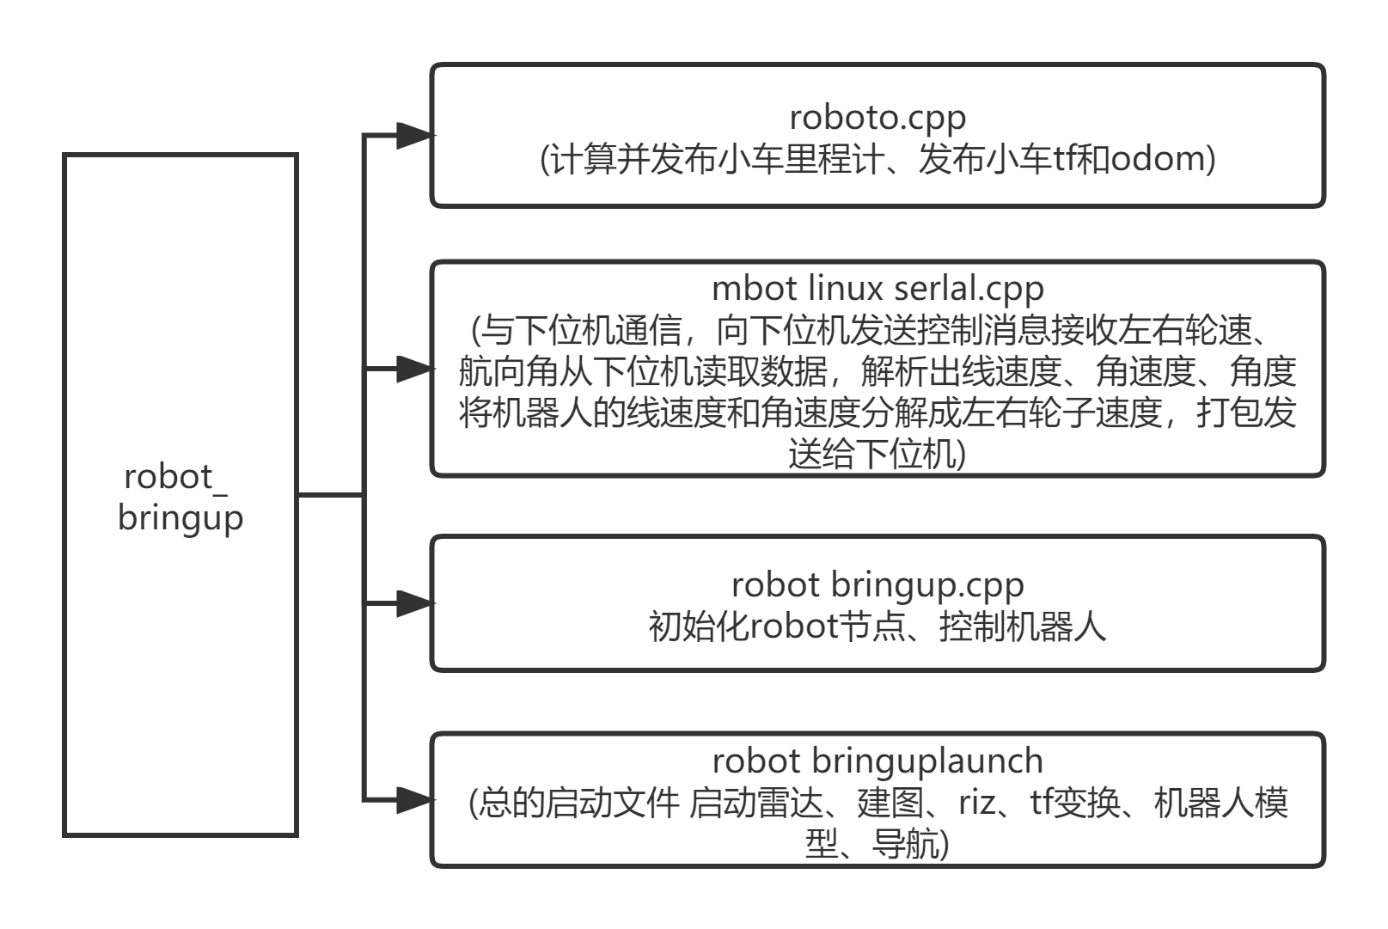 robot_
bringup
roboto.cpp
(计算并发布小车里程计、发布小车tf和odom)
mbot linux serlal.cpp
(与下位机通信，向下位机发送控制消息接收左右轮速、
航向角从下位机读取数据，解析出线速度、角速度、角度
将机器人的线速度和角速度分解成左右轮子速度，打包发
送给下位机)
robot bringup.cpp
初始化robot节点、控制机器人
robot bringuplaunch
(总的启动文件 启动雷达、建图、riz、tf变换、机器人模
型、导航)